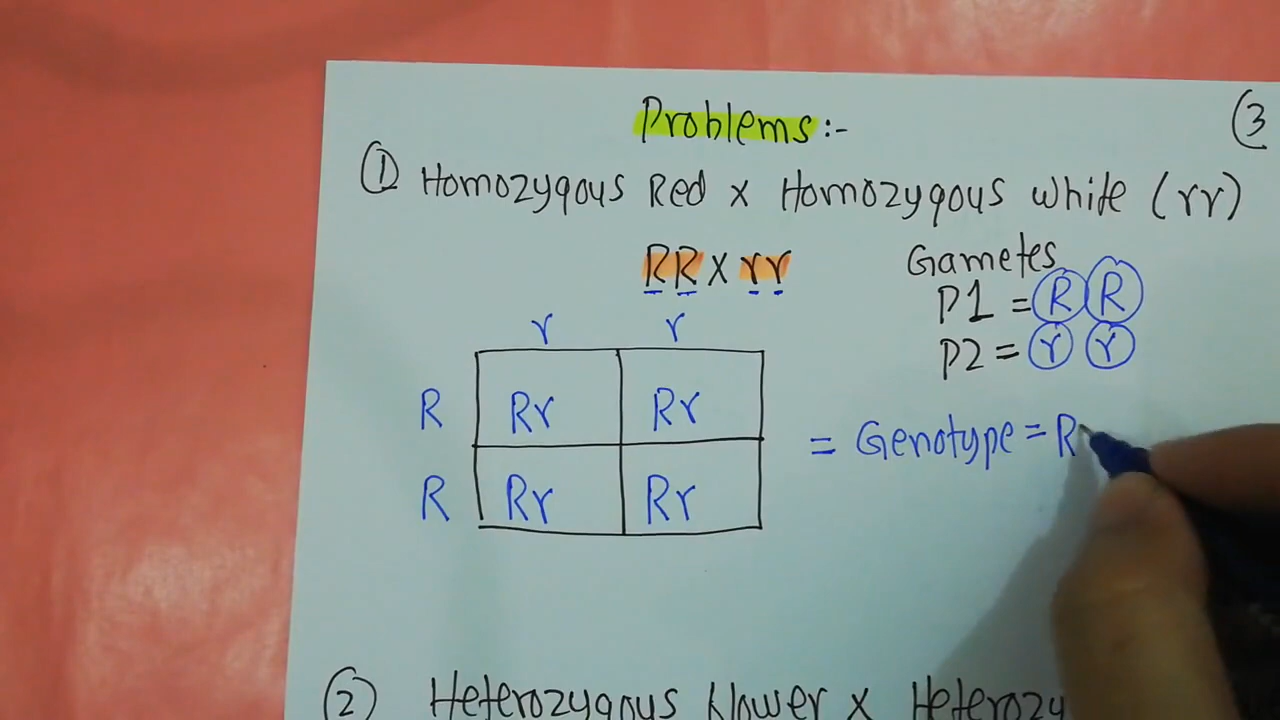 Problems:-
(3
① Homozygous Red x Homozygous white (rr)
RR X rr
Gametes
P1 = R R
P2 = r r
r r
R Rr Rr
= Genotype = R
R Rr Rr
② Heterozygous flower x Heterozy